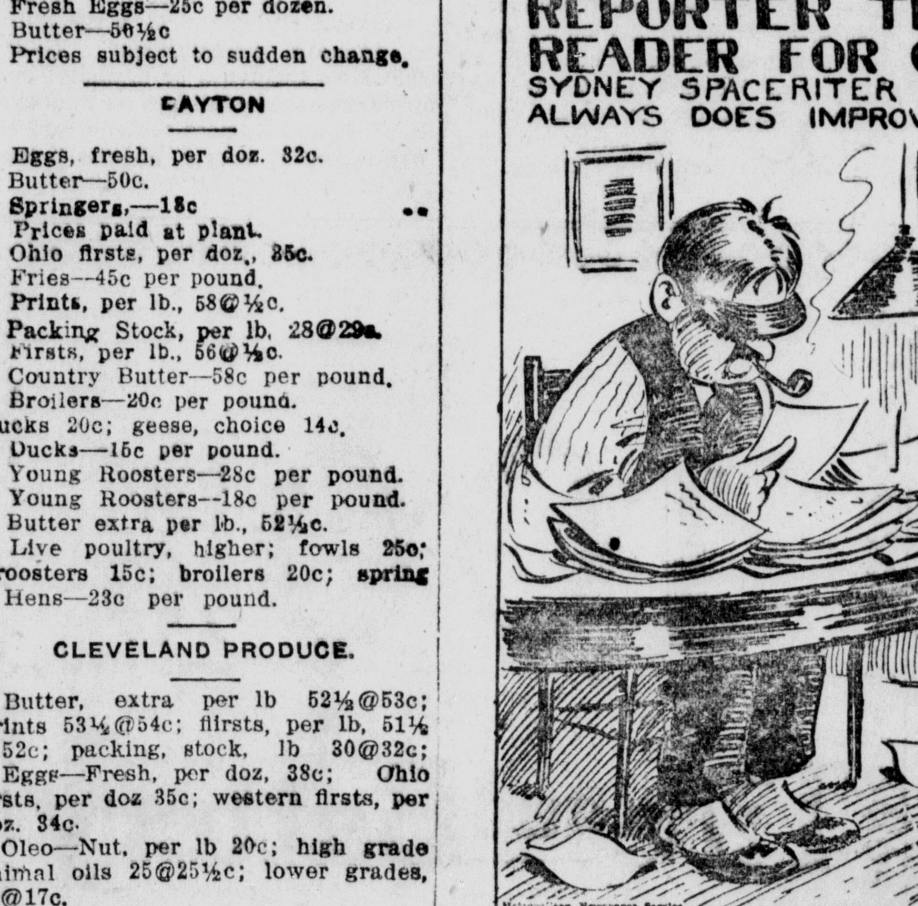 Fresh Eggs—25c per dozen.
Butter—50½c
Prices subject to sudden change.
DAYTON
Eggs, fresh, per doz. 32c.
Butter—50c.
Springers,—18c
Prices paid at plant.
Ohio firsts, per doz., 35c.
Fries—45c per pound.
Prints, per lb., 58@½c.
Packing Stock, per lb, 28@29c.
Firsts, per lb., 56@½c.
Country Butter—58c per pound.
Broilers—20c per pound.
ucks 20c; geese, choice 14c.
Ducks—15c per pound.
Young Roosters—28c per pound.
Young Roosters—18c per pound.
Butter extra per lb., 52½c.
Live poultry, higher; fowls 25c;
roosters 15c; broilers 20c; spring
Hens—23c per pound.
CLEVELAND PRODUCE.
Butter, extra per lb 52½@53c;
ints 53½@54c; flirsts, per lb, 51½
52c; packing, stock, lb 30@32c;
Eggs—Fresh, per doz, 38c; Ohio
sts, per doz 35c; western firsts, per
oz. 34c.
Oleo—Nut, per lb 20c; high grade
imal oils 25@25½c; lower grades,
@17c.
REPORTER
READER FOR
SYDNEY SPACERITER
ALWAYS DOES IMPROV